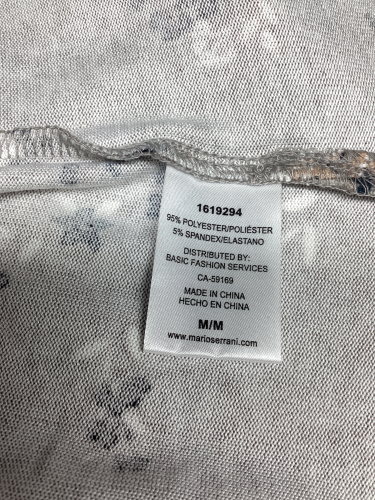 1619294
95% POLYESTER/POLIÉSTER
5% SPANDEX/ELASTANO
DISTRIBUTED BY:
BASIC FASHION SERVICES
CA-59169
MADE IN CHINA
HECHO EN CHINA
M/M
www.marioserrani.com